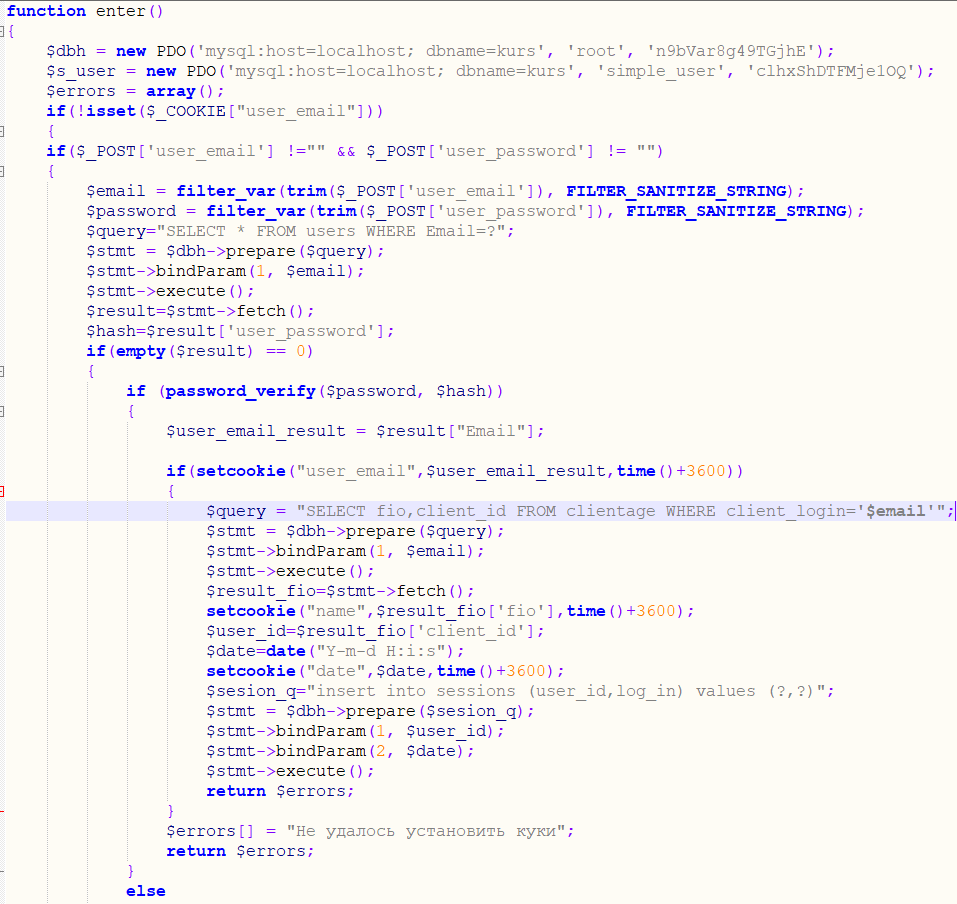 function enter()
{
$dbh = new PDO('mysql:host=localhost; dbname=kurs', 'root', 'n9bVar8g49TGjhE');
$s_user = new PDO('mysql:host=localhost; dbname=kurs', 'simple_user', 'clhxShDTFMje1OQ');
$errors = array();
if(!isset($_COOKIE["user_email"]))
{
if($_POST['user_email'] !="" && $_POST['user_password'] != "")
{
$email = filter_var(trim($_POST['user_email']), FILTER_SANITIZE_STRING);
$password = filter_var(trim($_POST['user_password']), FILTER_SANITIZE_STRING);
$query="SELECT * FROM users WHERE Email=?";
$stmt = $dbh->prepare($query);
$stmt->bindParam(1, $email);
$stmt->execute();
$result=$stmt->fetch();
$hash=$result['user_password'];
if(empty($result) == 0)
{
if (password_verify($password, $hash))
{
$user_email_result = $result["Email"];
if(setcookie("user_email",$user_email_result,time()+3600))
{
$query = "SELECT fio,client_id FROM clientage WHERE client_login='$email'";
$stmt = $dbh->prepare($query);
$stmt->bindParam(1, $email);
$stmt->execute();
$result_fio=$stmt->fetch();
setcookie("name",$result_fio['fio'],time()+3600);
$user_id=$result_fio['client_id'];
$date=date("Y-m-d H:i:s");
setcookie("date",$date,time()+3600);
$sesion_q="insert into sessions (user_id,log_in) values (?,?)";
$stmt = $dbh->prepare($sesion_q);
$stmt->bindParam(1, $user_id);
$stmt->bindParam(2, $date);
$stmt->execute();
return $errors;
}
$errors[] = "Не удалось установить куки";
return $errors;
}
else